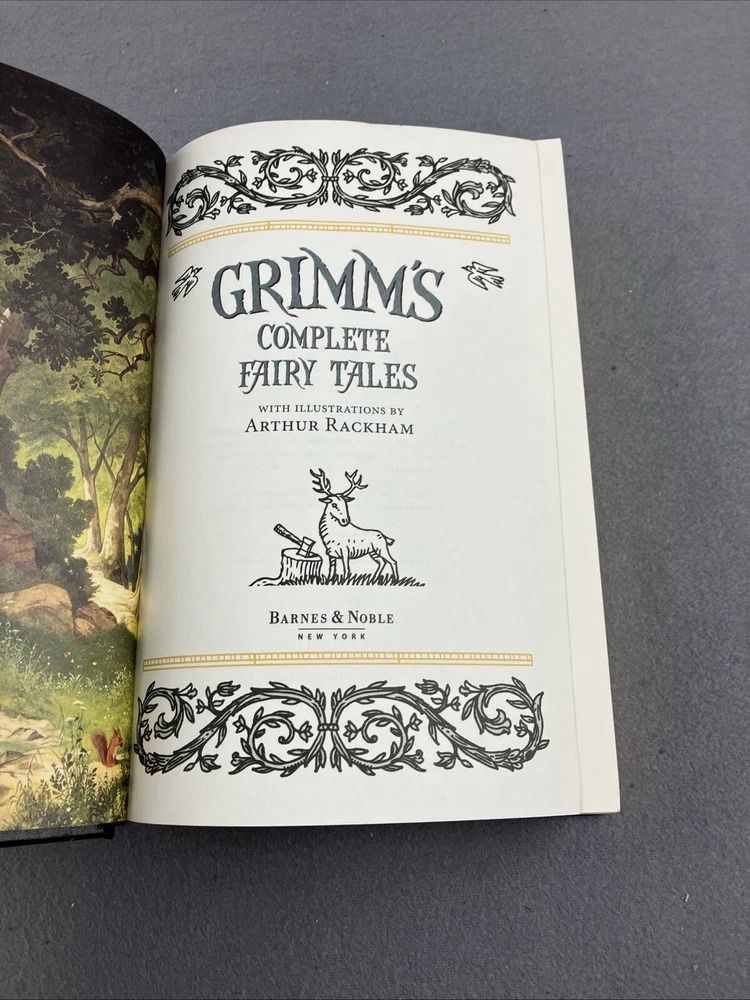 GRIMM'S
COMPLETE
FAIRY TALES
WITH ILLUSTRATIONS BY
ARTHUR RACKHAM
BARNES & NOBLE
NEW YORK